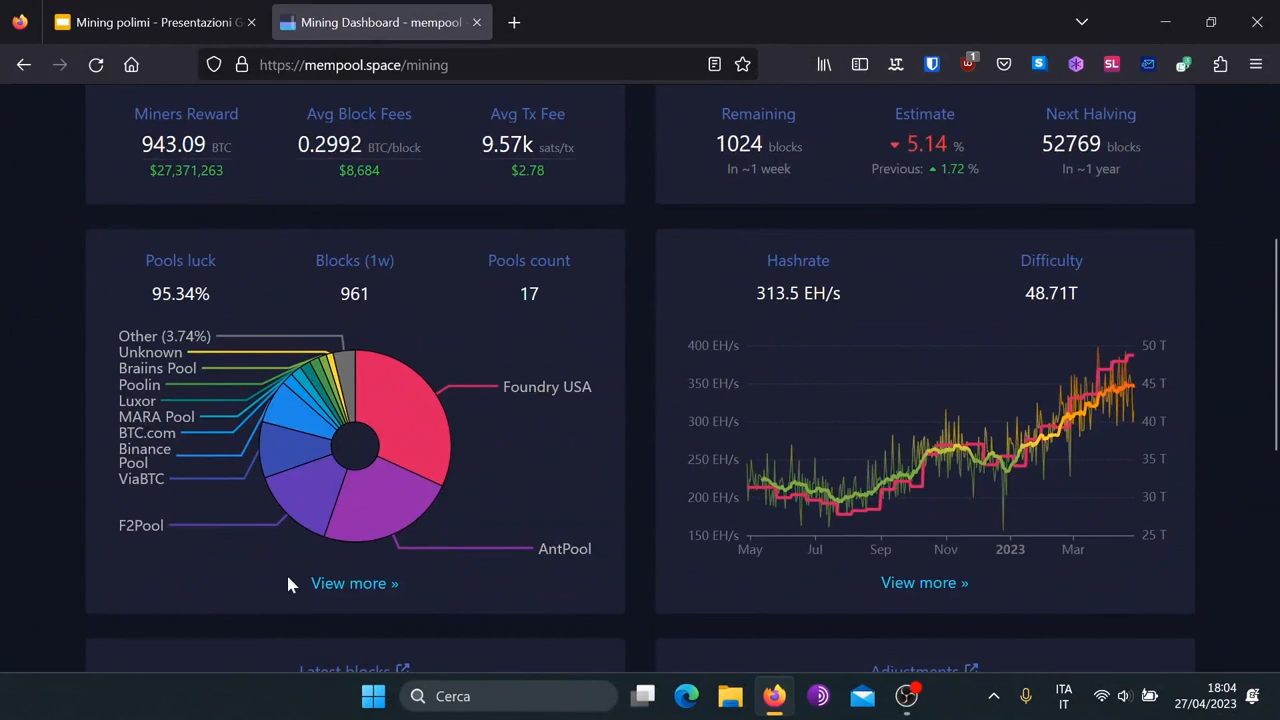 Mining polimi - Presentazioni G
Mining Dashboard - mempool
https://mempool.space/mining
1
Miners Reward
Avg Block Fees
Avg Tx Fee
943.09 BTC
0.2992 BTC/block
9.57k sats/tx
$27,371,263
$8,684
$2.78
Remaining
Estimate
Next Halving
1024 blocks
5.14 %
52769 blocks
In ~1 week
Previous: 1.72 %
In ~1 year
Pools luck
Blocks (1w)
Pools count
95.34%
961
17
Other (3.74%)
Unknown
Braiins Pool
Poolin
Luxor
MARA Pool
BTC.com
Binance
Pool
ViaBTC
F2Pool
Foundry USA
AntPool
View more »
Hashrate
Difficulty
313.5 EH/s
48.71T
400 EH/s
350 EH/s
300 EH/s
250 EH/s
200 EH/s
150 EH/s
50 T
45 T
40 T
35 T
30 T
25 T
May
Jul
Sep
Nov
2023
Mar
View more »
Latest blocks
Adjustments
Cerca
ITA
IT
18:04
27/04/2023